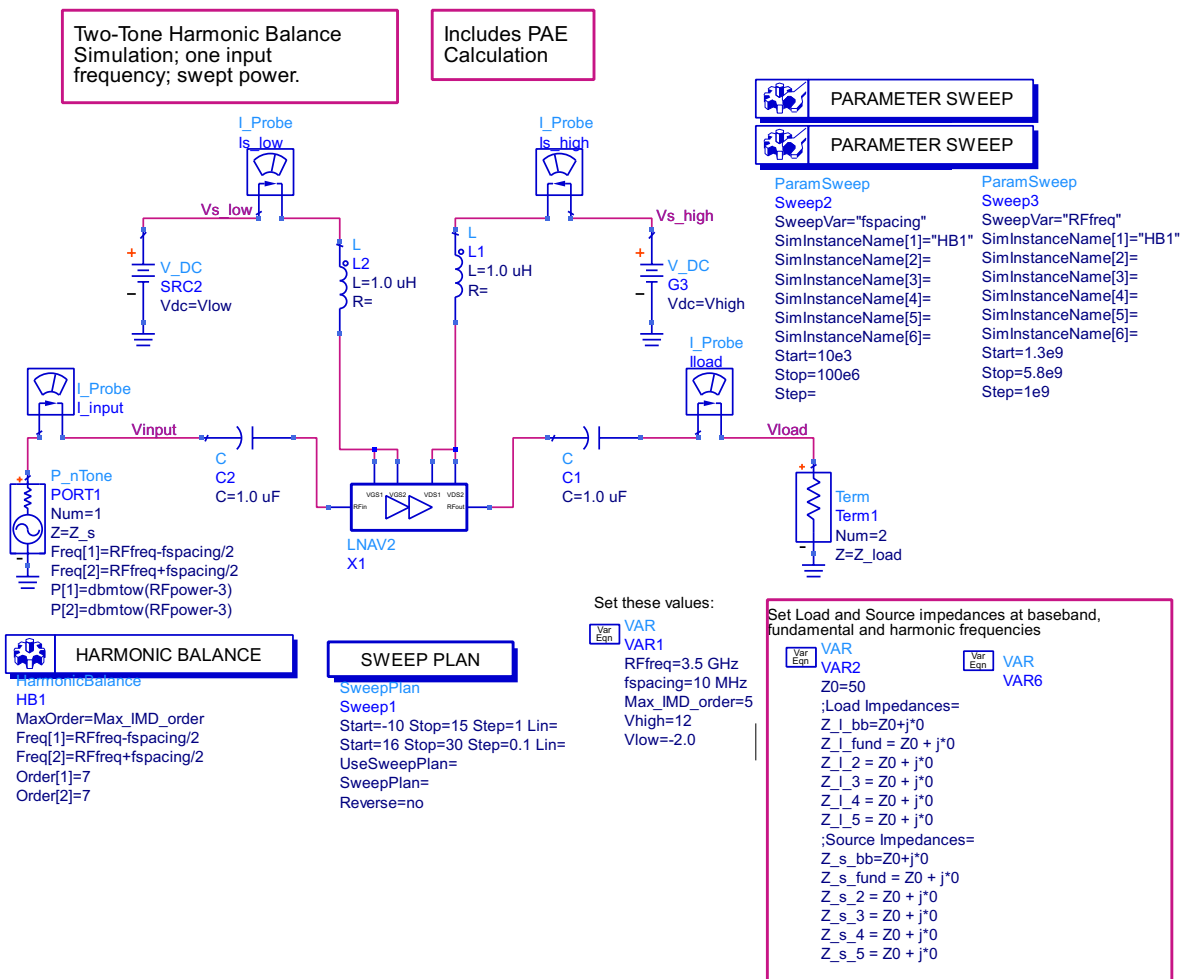 Two-Tone Harmonic Balance
Simulation; one input
frequency; swept power.
Includes PAE
Calculation
PARAMETER SWEEP
PARAMETER SWEEP
ParamSweep
Sweep2
SweepVar="fspacing"
SimInstanceName[1]="HB1"
SimInstanceName[2]=
SimInstanceName[3]=
SimInstanceName[4]=
SimInstanceName[5]=
SimInstanceName[6]=
Start=10e3
Stop=100e6
Step=
ParamSweep
Sweep3
SweepVar="RFfreq"
SimInstanceName[1]="HB1"
SimInstanceName[2]=
SimInstanceName[3]=
SimInstanceName[4]=
SimInstanceName[5]=
SimInstanceName[6]=
Start=1.3e9
Stop=5.8e9
Step=1e9
I_Probe
Is_low
I_Probe
Is_high
Vs_low
Vs_high
V_DC
SRC2
Vdc=Vlow
L
L2
L=1.0 uH
R=
L
L1
L=1.0 uH
R=
V_DC
G3
Vdc=Vhigh
I_Probe
I_input
I_Probe
Iload
Vinput
Vload
C
C2
C=1.0 uF
C
C1
C=1.0 uF
VGS1
VGS2
VDS1
VDS2
RFin
RFout
LNAV2
X1
P_nTone
PORT1
Num=1
Z=Z_s
Freq[1]=RFfreq-fspacing/2
Freq[2]=RFfreq+fspacing/2
P[1]=dbmtow(RFpower-3)
P[2]=dbmtow(RFpower-3)
Term
Term1
Num=2
Z=Z_load
HARMONIC BALANCE
HarmonicBalance
HB1
MaxOrder=Max_IMD_order
Freq[1]=RFfreq-fspacing/2
Freq[2]=RFfreq+fspacing/2
Order[1]=7
Order[2]=7
SWEEP PLAN
SweepPlan
Sweep1
Start=-10 Stop=15 Step=1 Lin=
Start=16 Stop=30 Step=0.1 Lin=
UseSweepPlan=
SweepPlan=
Reverse=no
Set these values:
Var
Eqn
VAR
VAR1
RFfreq=3.5 GHz
fspacing=10 MHz
Max_IMD_order=5
Vhigh=12
Vlow=-2.0
Set Load and Source impedances at baseband,
fundamental and harmonic frequencies
Var
Eqn
VAR
VAR2
Z0=50
;Load Impedances=
Z_l_bb=Z0+j*0
Z_l_fund = Z0 + j*0
Z_l_2 = Z0 + j*0
Z_l_3 = Z0 + j*0
Z_l_4 = Z0 + j*0
Z_l_5 = Z0 + j*0
;Source Impedances=
Z_s_bb=Z0+j*0
Z_s_fund = Z0 + j*0
Z_s_2 = Z0 + j*0
Z_s_3 = Z0 + j*0
Z_s_4 = Z0 + j*0
Z_s_5 = Z0 + j*0
Var
Eqn
VAR
VAR6